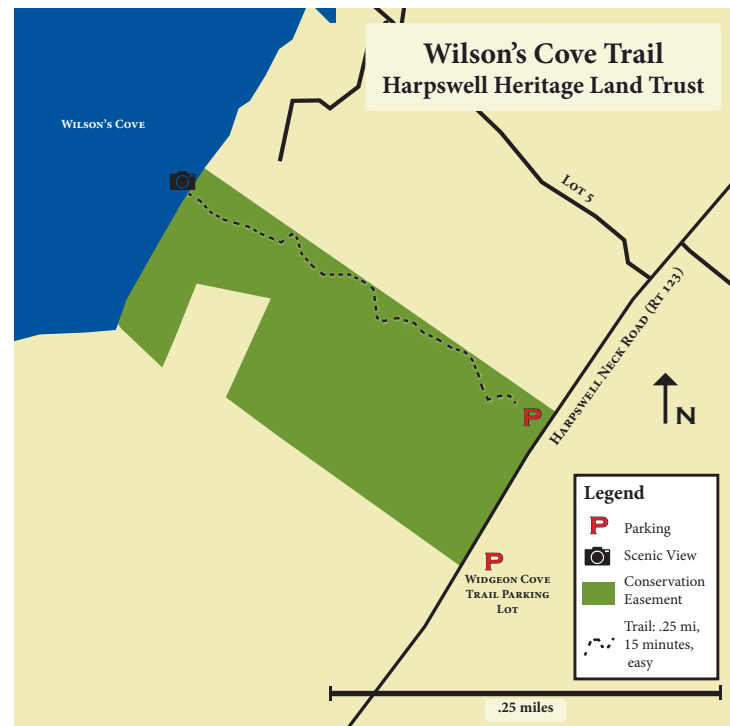 Wilson's Cove Trail
Harpswell Heritage Land Trust
Wilson's Cove
Lot 5
Harpswell Neck Road (Rt 123)
P
N
P
Widgeon Cove
Trail Parking
Lot
Legend
P Parking
Scenic View
Conservation
Easement
Trail: .25 mi,
15 minutes,
easy
.25 miles